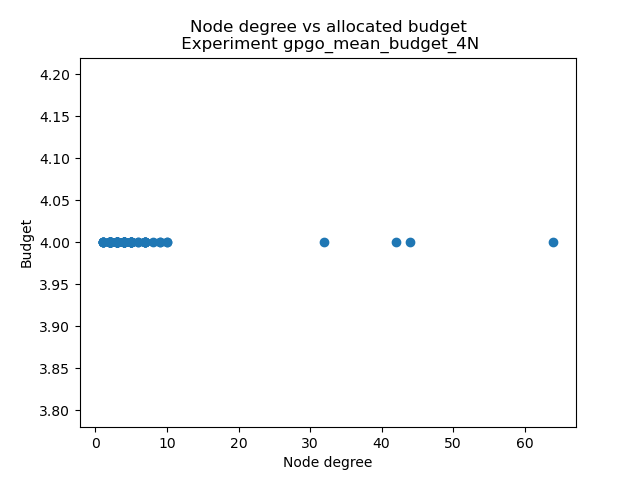 Node degree vs allocated budget
Experiment gpgo_mean_budget_4N
4.20
4.15
4.10
4.05
4.00
3.95
3.90
3.85
3.80
Budget
0 10 20 30 40 50 60
Node degree